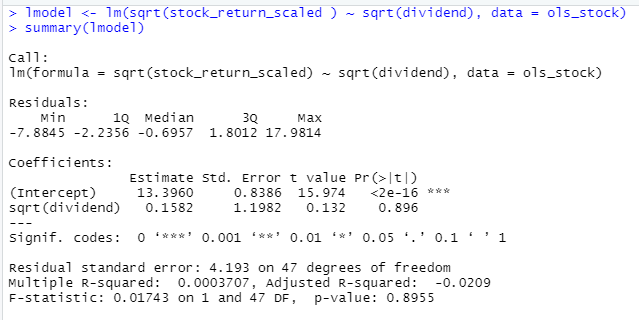 > lmodel <- lm(sqrt(stock_return_scaled ) ~ sqrt(dividend), data = ols_stock)
> summary(lmodel)
Call:
lm(formula = sqrt(stock_return_scaled) ~ sqrt(dividend), data = ols_stock)
Residuals:
    Min      1Q  Median      3Q     Max
-7.8845 -2.2356 -0.6957  1.8012 17.9814
Coefficients:
               Estimate Std. Error t value Pr(>|t|)
(Intercept)     13.3960     0.8386  15.974   <2e-16 ***
sqrt(dividend)   0.1582     1.1982   0.132    0.896
---
Signif. codes:  0 ‘***’ 0.001 ‘**’ 0.01 ‘*’ 0.05 ‘.’ 0.1 ‘ ’ 1
Residual standard error: 4.193 on 47 degrees of freedom
Multiple R-squared:  0.0003707, Adjusted R-squared:  -0.0209
F-statistic: 0.01743 on 1 and 47 DF,  p-value: 0.8955